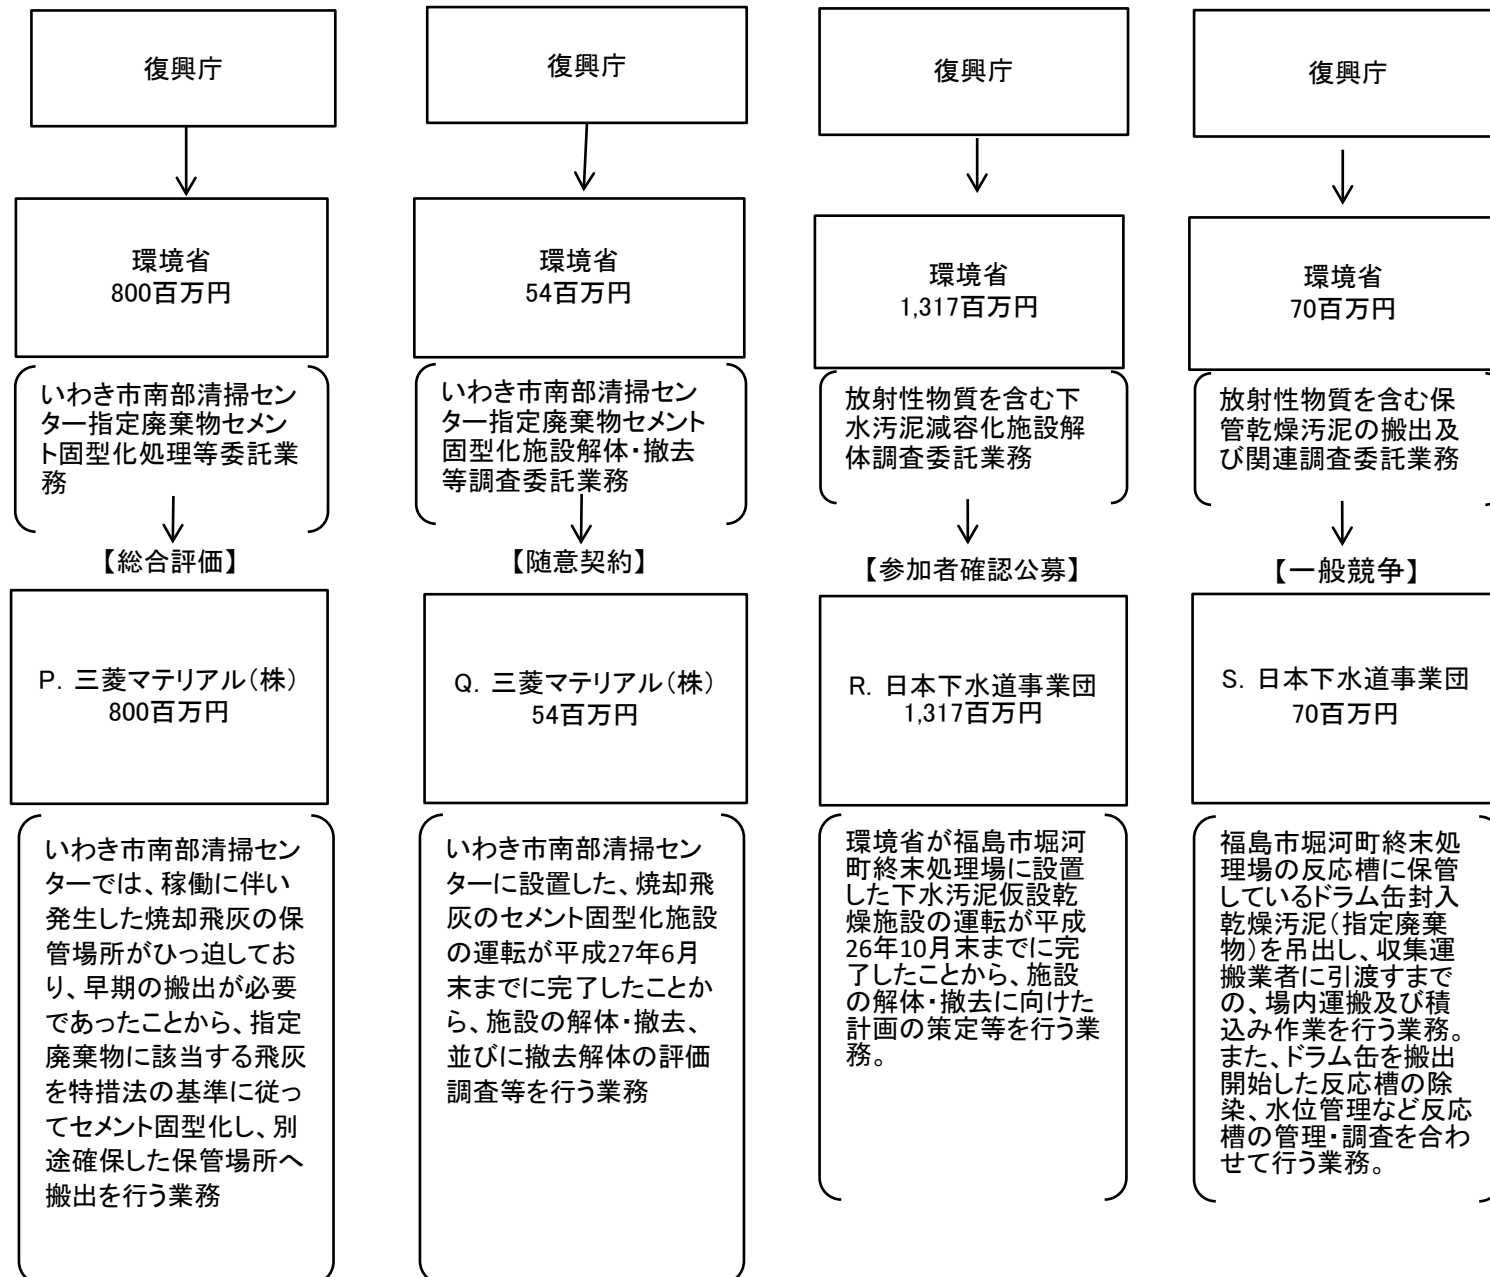 復興庁
環境省
800百万円
いわき市南部清掃セン
ター指定廃棄物セメン
ト固型化処理等委託業
務
【総合評価】
P. 三菱マテリアル(株)
800百万円
いわき市南部清掃セン
ターでは、稼働に伴い
発生した焼却飛灰の保
管場所がひっ迫してお
り、早期の搬出が必要
であったことから、指定
廃棄物に該当する飛灰
を特措法の基準に従っ
てセメント固型化し、別
途確保した保管場所へ
搬出を行う業務
復興庁
環境省
54百万円
いわき市南部清掃セン
ター指定廃棄物セメント
固型化施設解体・撤去
等調査委託業務
【随意契約】
Q. 三菱マテリアル(株)
54百万円
いわき市南部清掃セン
ターに設置した、焼却飛
灰のセメント固型化施設
の運転が平成27年6月
末までに完了したことか
ら、施設の解体・撤去、
並びに撤去解体の評価
調査等を行う業務
復興庁
環境省
1,317百万円
放射性物質を含む下
水汚泥減容化施設解
体調査委託業務
【参加者確認公募】
R. 日本下水道事業団
1,317百万円
環境省が福島市堀河
町終末処理場に設置
した下水汚泥仮設乾
燥施設の運転が平成
26年10月末までに完
了したことから、施設
の解体・撤去に向けた
計画の策定等を行う業
務。
復興庁
環境省
70百万円
放射性物質を含む保
管乾燥汚泥の搬出及
び関連調査委託業務
【一般競争】
S. 日本下水道事業団
70百万円
福島市堀河町終末処
理場の反応槽に保管
しているドラム缶封入
乾燥汚泥(指定廃棄
物)を吊出し、収集運
搬業者に引渡すまで
の、場内運搬及び積
込み作業を行う業務。
また、ドラム缶を搬出
開始した反応槽の除
染、水位管理など反応
槽の管理・調査を合わ
せて行う業務。